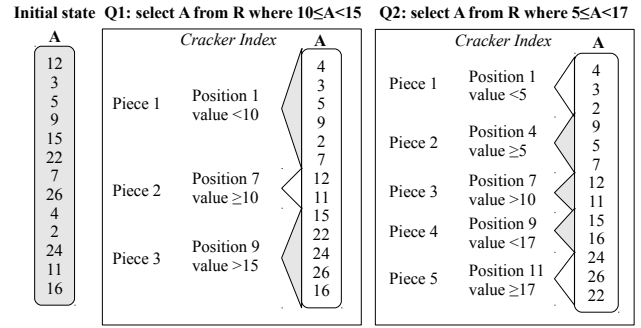 Initial state
A
12
3
5
9
15
22
7
26
4
2
24
11
16
Q1: select A from R where 10≤A<15
Cracker Index
A
Piece 1
Position 1
value <10
Piece 2
Position 7
value ≥10
Piece 3
Position 9
value >15
4
3
5
9
2
7
12
11
15
22
24
26
16
Q2: select A from R where 5≤A<17
Cracker Index
A
Piece 1
Position 1
value <5
Piece 2
Position 4
value ≥5
Piece 3
Position 7
value >10
Piece 4
Position 9
value <17
Piece 5
Position 11
value ≥17
4
3
2
9
5
7
12
11
15
16
24
26
22